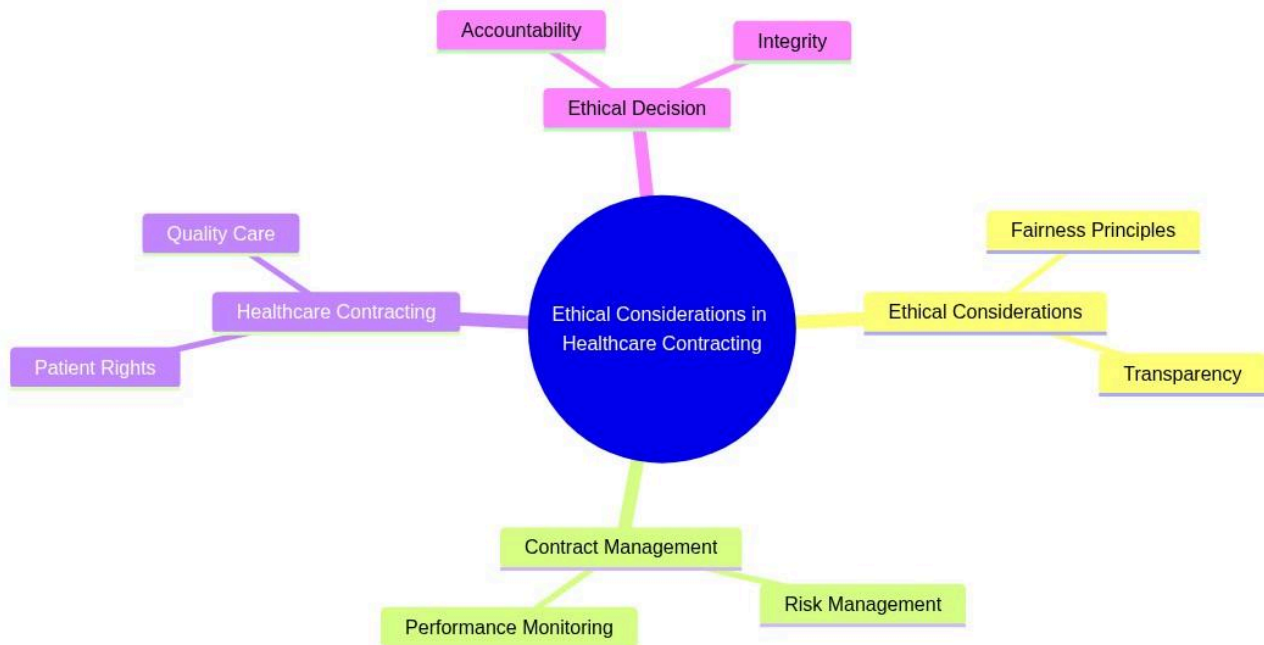 Accountability
Integrity
Ethical Decision
Quality Care
Fairness Principles
Healthcare Contracting
Ethical Considerations in
Healthcare Contracting
Ethical Considerations
Patient Rights
Transparency
Contract Management
Risk Management
Performance Monitoring